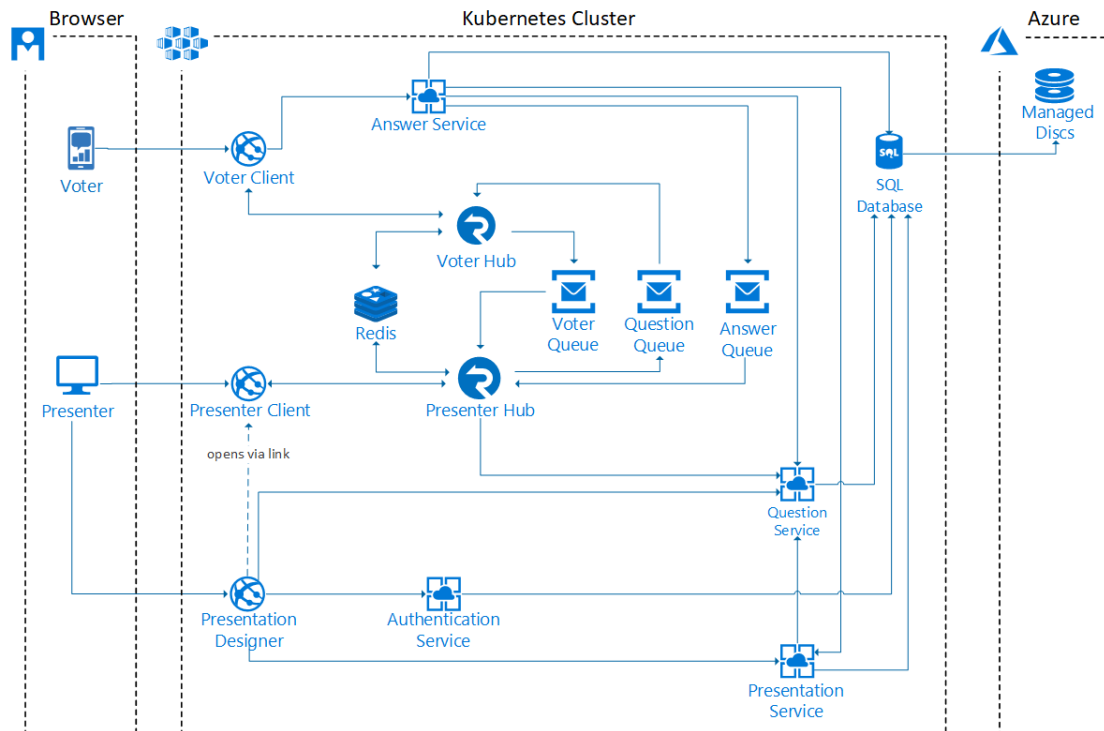 Browser
Kubernetes Cluster
Azure
Managed
Discs
Answer Service
SQL
Voter
Voter Client
SQL
Database
Voter Hub
Redis
Voter
Queue
Question
Queue
Answer
Queue
Presenter
Presenter Client
Presenter Hub
opens via link
Question
Service
Presentation
Designer
Authentication
Service
Presentation
Service